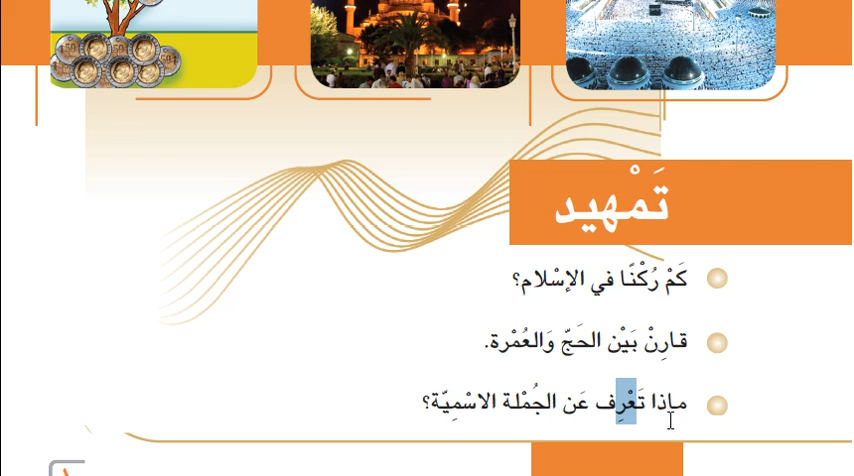 تَمْهيد
كَمْ رُكْنًا في الإسْلام؟
قارِنْ بَيْن الحَجّ وَالعُمْرة.
ماذا تَعْرِف عَن الجُمْلة الاسْمِيّة؟